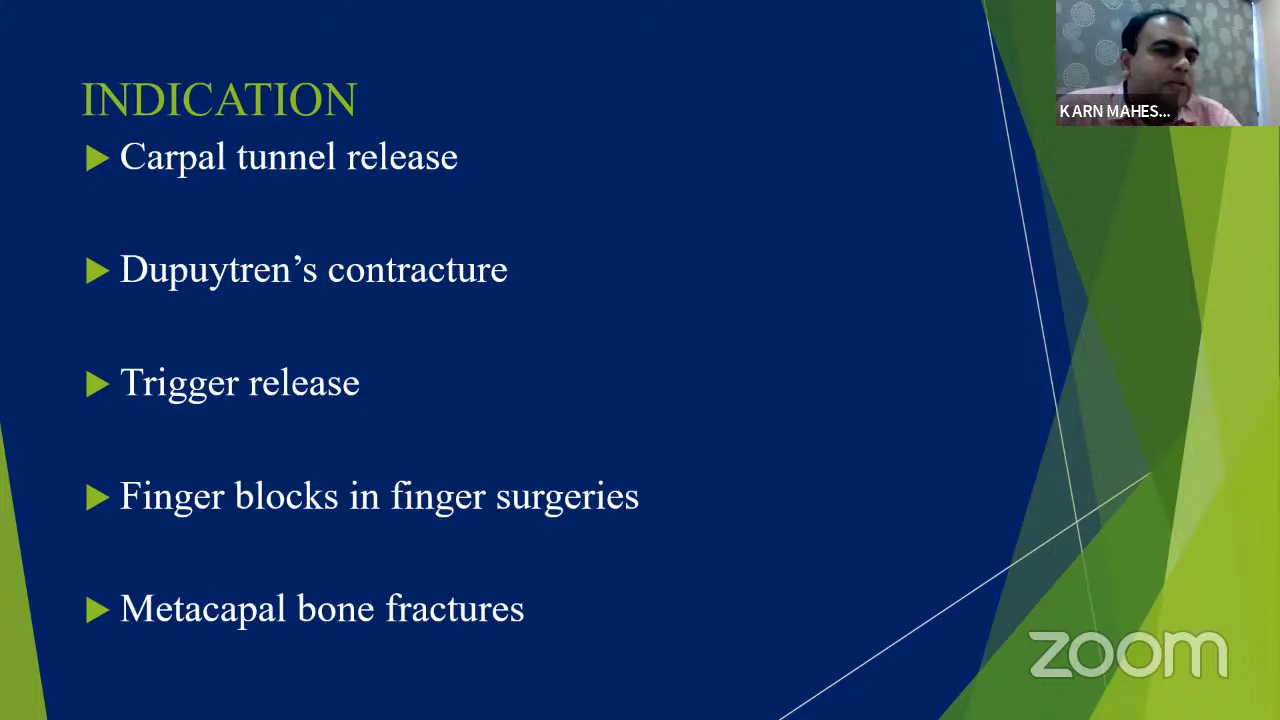 INDICATION
Carpal tunnel release
Dupuytren’s contracture
Trigger release
Finger blocks in finger surgeries
Metacapal bone fractures
KARN MAHES...
zoom